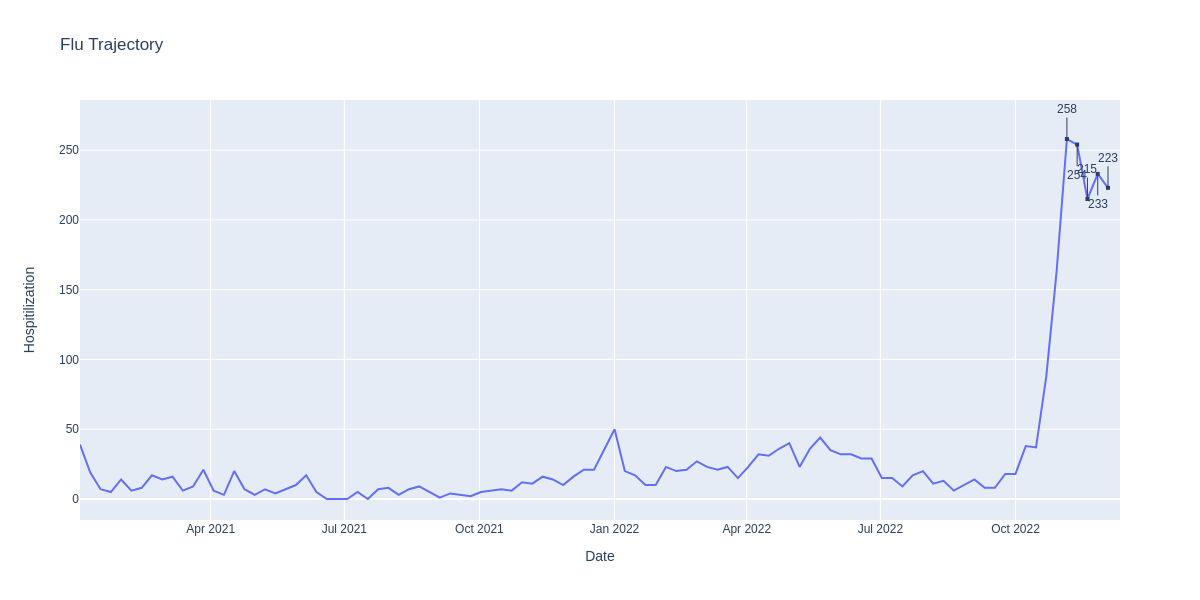 Flu Trajectory
258
250
223
215
254
233
200
150
100
50
0
Hospitilization
Apr 2021
Jul 2021
Oct 2021
Jan 2022
Apr 2022
Jul 2022
Oct 2022
Date